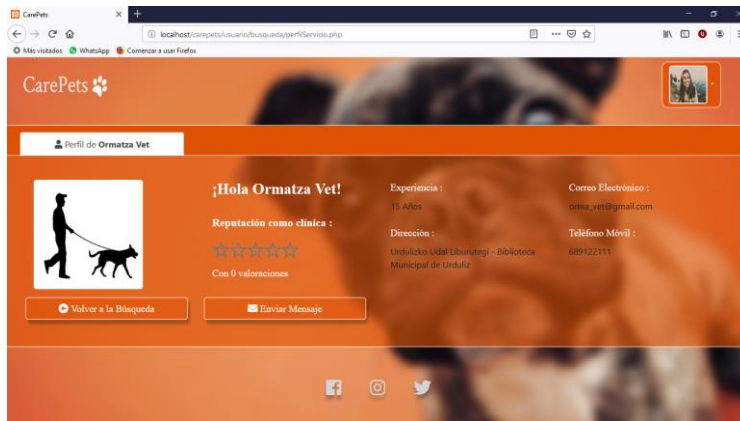 CarePets
localhost/carepets/usuario/busqueda/perfilServicio.php
Más visitados
WhatsApp
Comenzar a usar Firefox
CarePets
Perfil de Ormatza Vet
¡Hola Ormatza Vet!
Reputación como clínica :
Con 0 valoraciones
Experiencia :
15 Años
Dirección :
Urdulizko Udal Liburutegi - Biblioteca
Municipal de Urduliz
Correo Electrónico :
orma_vet@gmail.com
Teléfono Móvil :
689122111
Volver a la Búsqueda
Enviar Mensaje